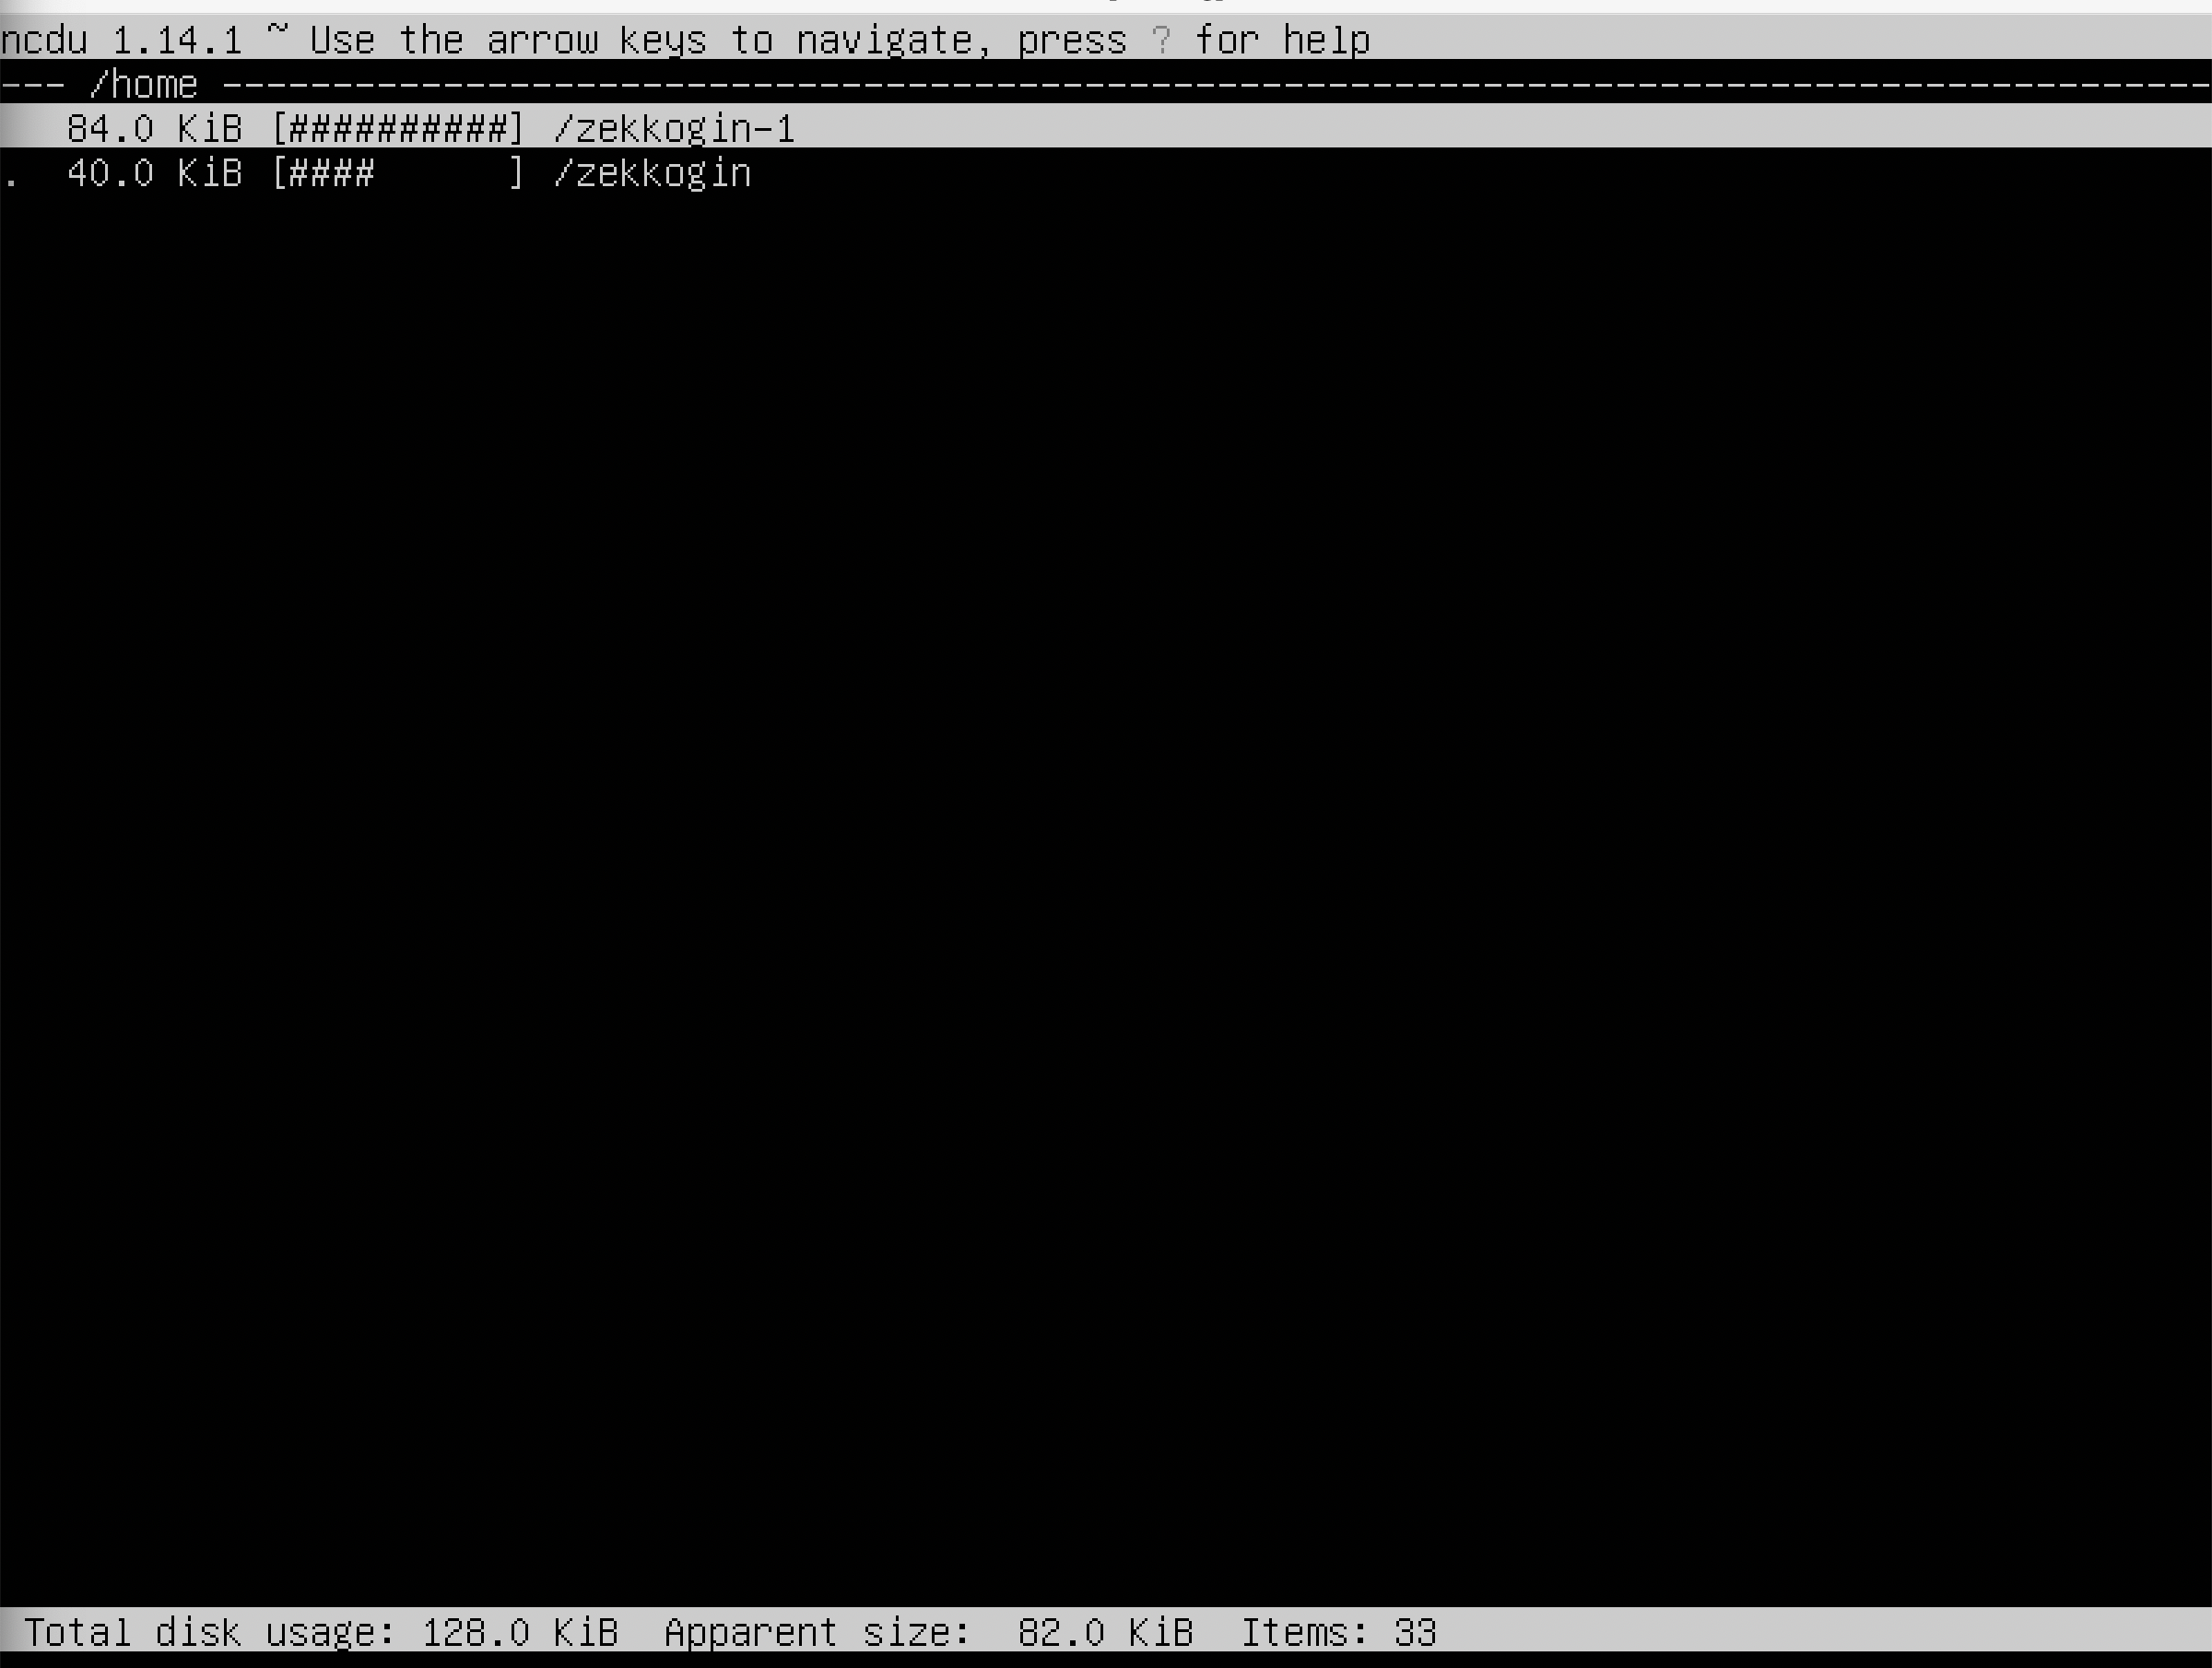 ncdu 1.14.1 ~ Use the arrow keys to navigate, press ? for help
--- /home ------------------------------------------------------------------------------------------
84.0 KiB [##########] /zekkogin-1
. 40.0 KiB [####      ] /zekkogin
Total disk usage: 128.0 KiB  Apparent size:  82.0 KiB  Items: 33